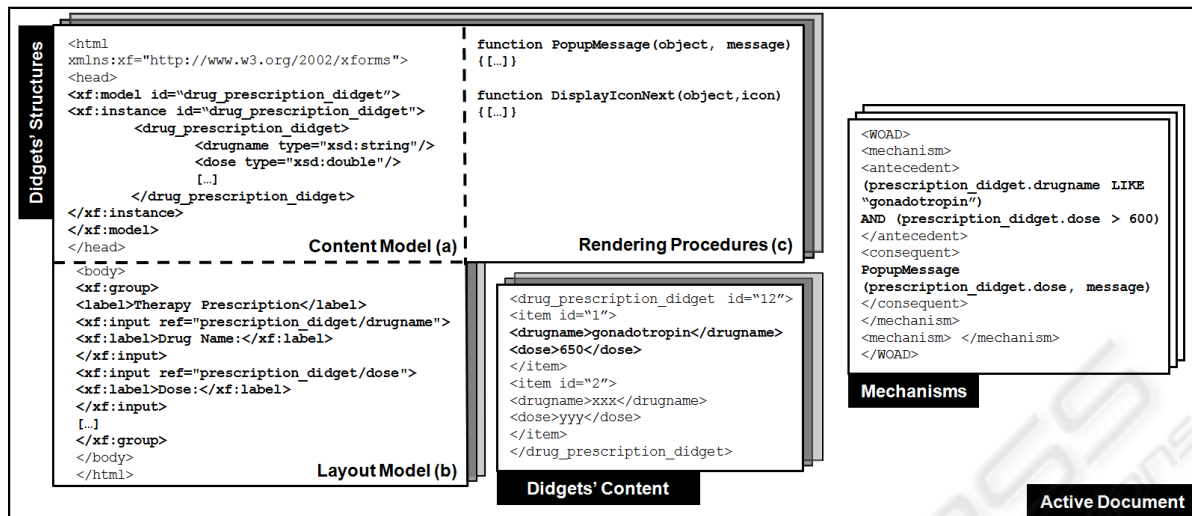 Didgets' Structures
<html
xmlns:xf="http://www.w3.org/2002/xforms">
<head>
<xf:model id=“drug_prescription_didget”>
<xf:instance id=“drug_prescription_didget">
<drug_prescription_didget>
<drugname type="xsd:string"/>
<dose type="xsd:double"/>
[…]
</drug_prescription_didget>
</xf:instance>
</xf:model>
</head>
Content Model (a)
function PopupMessage(object, message)
{[…]}
function DisplayIconNext(object,icon)
{[…]}
Rendering Procedures (c)
<body>
<xf:group>
<label>Therapy Prescription</label>
<xf:input ref="prescription_didget/drugname">
<xf:label>Drug Name:</xf:label>
</xf:input>
<xf:input ref="prescription_didget/dose">
<xf:label>Dose:</xf:label>
</xf:input>
[…]
</xf:group>
</body>
</html>
Layout Model (b)
<drug_prescription_didget id=“12”>
<item id=“1”>
<drugname>gonadotropin</drugname>
<dose>650</dose>
</item>
<item id=“2”>
<drugname>xxx</drugname>
<dose>yyy</dose>
</item>
</drug_prescription_didget>
Didgets' Content
<WOAD>
<mechanism>
<antecedent>
(prescription_didget.drugname LIKE
“gonadotropin”)
AND (prescription_didget.dose > 600)
</antecedent>
<consequent>
PopupMessage
(prescription_didget.dose, message)
</consequent>
</mechanism>
<mechanism> </mechanism>
</WOAD>
Mechanisms
Active Document